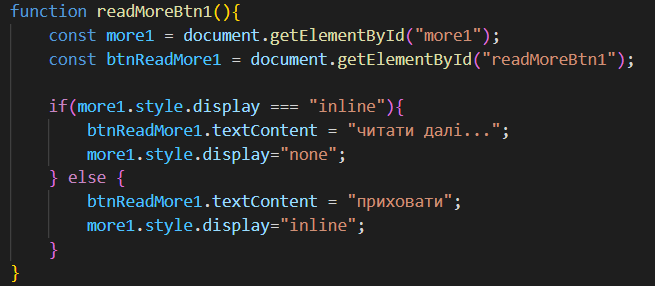 function readMoreBtn1(){
    const more1 = document.getElementById("more1");
    const btnReadMore1 = document.getElementById("readMoreBtn1");

    if(more1.style.display === "inline"){
        btnReadMore1.textContent = "читати далі...";
        more1.style.display="none";
    } else {
        btnReadMore1.textContent = "приховати";
        more1.style.display="inline";
    }
}